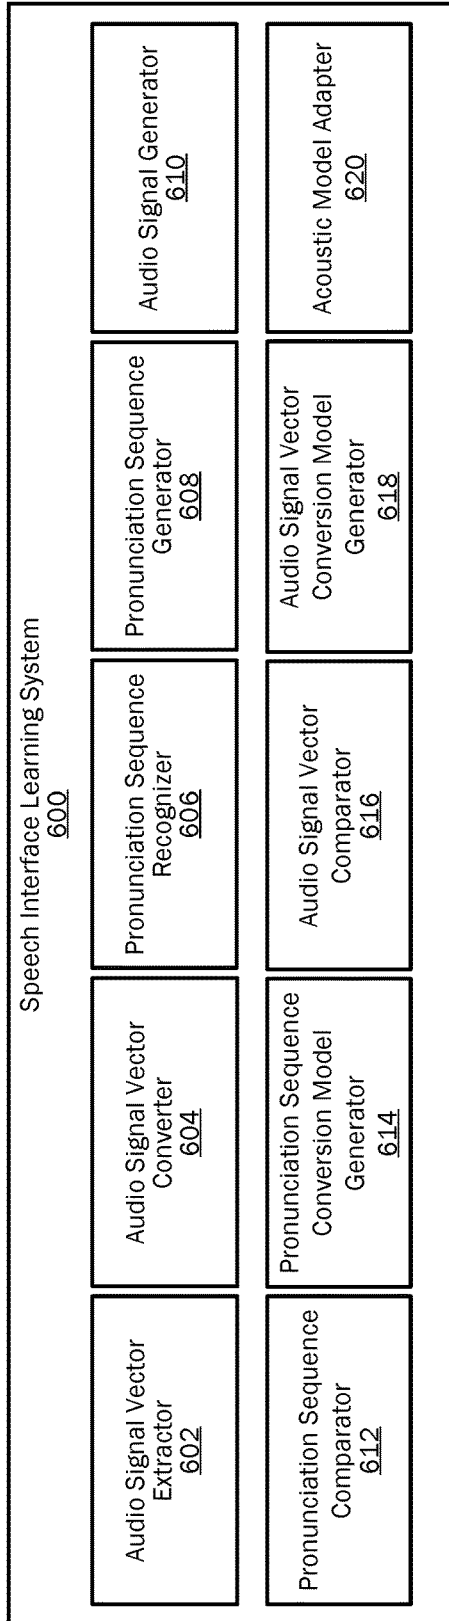 Speech Interface Learning System
600
Audio Signal Vector
Extractor
602
Audio Signal Vector
Converter
604
Pronunciation Sequence
Recognizer
606
Pronunciation Sequence
Generator
608
Audio Signal Generator
610
Pronunciation Sequence
Comparator
612
Pronunciation Sequence
Conversion Model
Generator
614
Audio Signal Vector
Comparator
616
Audio Signal Vector
Conversion Model
Generator
618
Acoustic Model Adapter
620